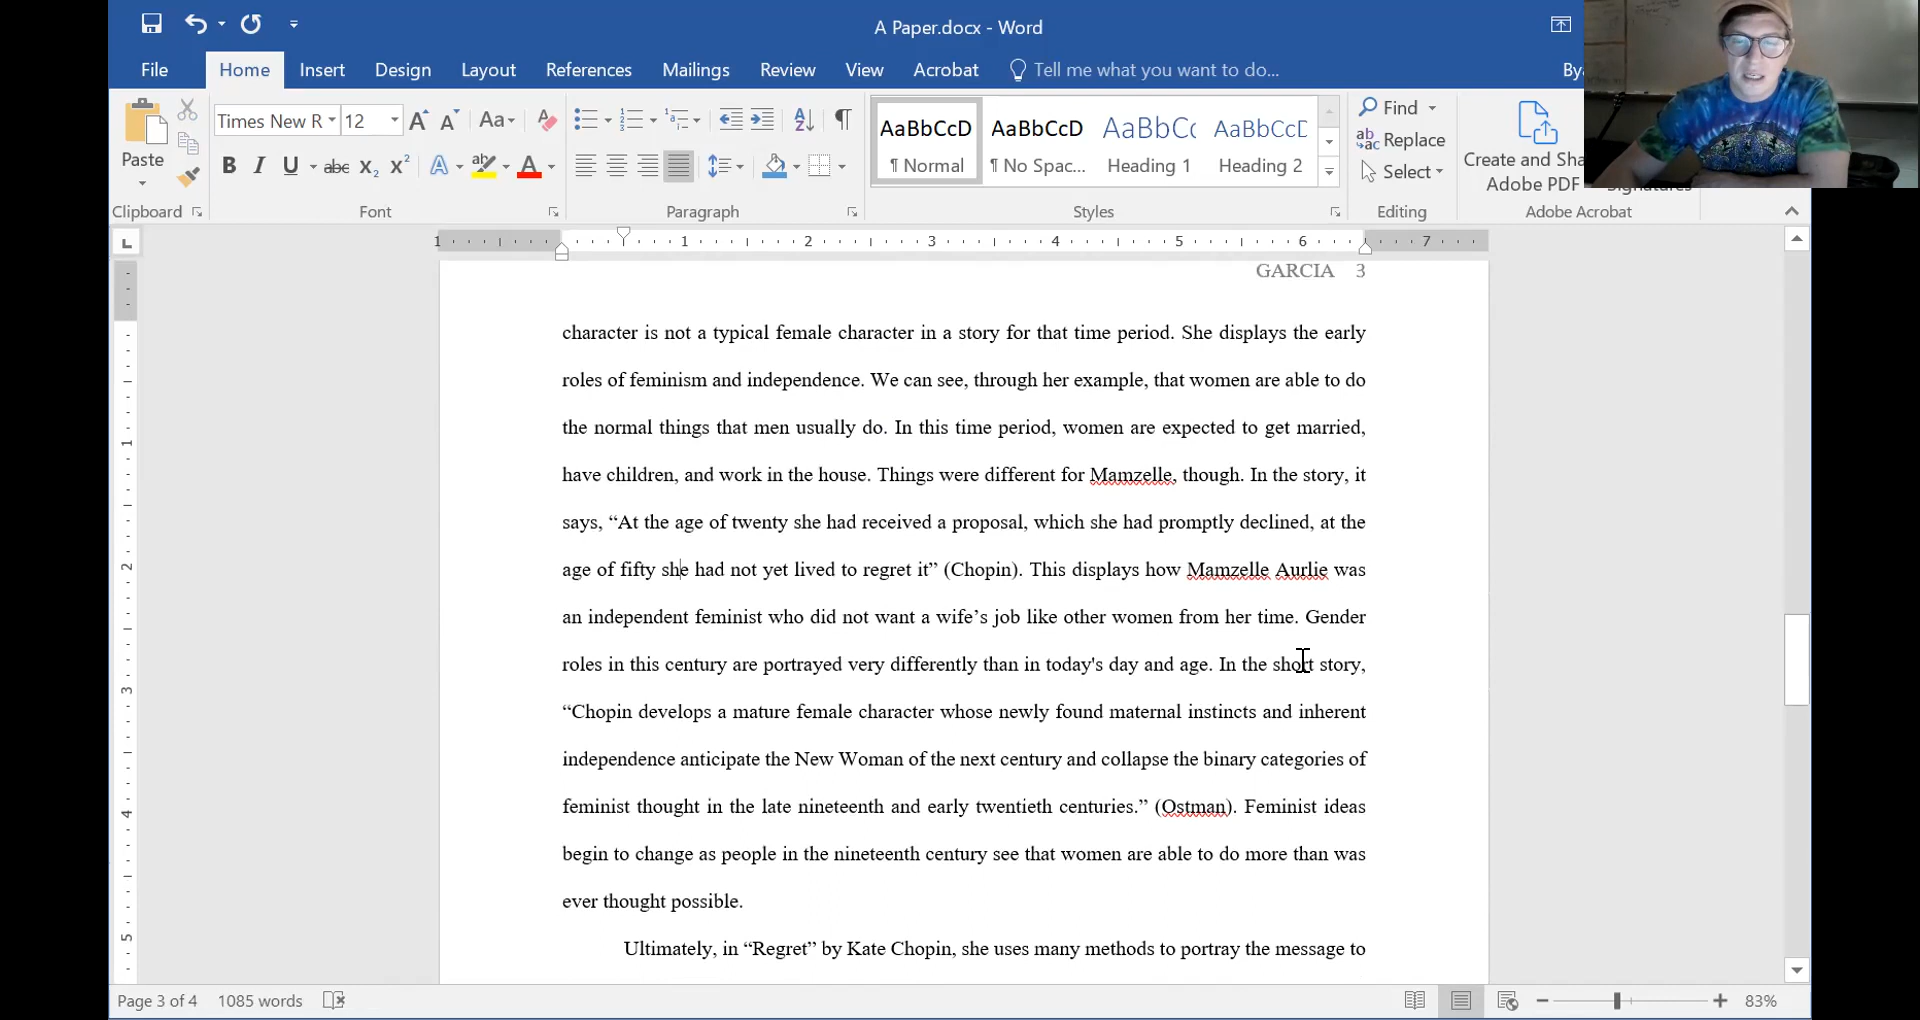 A Paper.docx - Word
File Home Insert Design Layout References Mailings Review View Acrobat Tell me what you want to do...
Paste
Clipboard
Times New R 12
Font
Paragraph
AaBbCcD AaBbCcD AaBbCc AaBbCcD
¶ Normal ¶ No Spac... Heading 1 Heading 2
Styles
Find
Replace
Select
Editing
Create and Sha
Adobe PDF
Adobe Acrobat
1 1 2 3 4 5 6 7
GARCIA 3
character is not a typical female character in a story for that time period. She displays the early
roles of feminism and independence. We can see, through her example, that women are able to do
the normal things that men usually do. In this time period, women are expected to get married,
have children, and work in the house. Things were different for Mamzelle, though. In the story, it
says, “At the age of twenty she had received a proposal, which she had promptly declined, at the
age of fifty she had not yet lived to regret it” (Chopin). This displays how Mamzelle Aurlie was
an independent feminist who did not want a wife’s job like other women from her time. Gender
roles in this century are portrayed very differently than in today's day and age. In the short story,
“Chopin develops a mature female character whose newly found maternal instincts and inherent
independence anticipate the New Woman of the next century and collapse the binary categories of
feminist thought in the late nineteenth and early twentieth centuries.” (Ostman). Feminist ideas
begin to change as people in the nineteenth century see that women are able to do more than was
ever thought possible.
Ultimately, in “Regret” by Kate Chopin, she uses many methods to portray the message to
Page 3 of 4 1085 words
83%